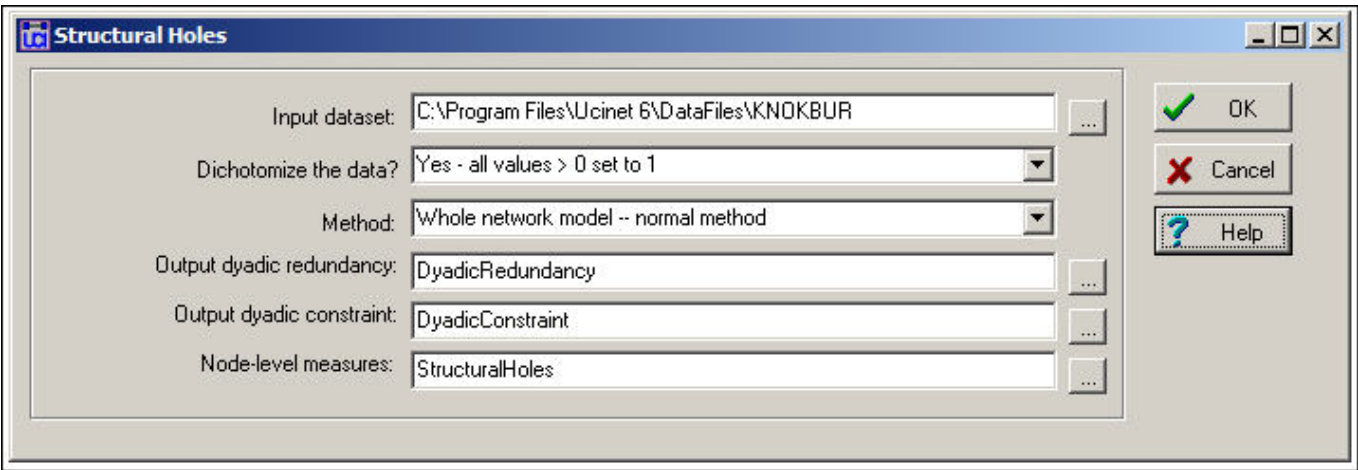 Structural Holes
Input dataset: C:\Program Files\Ucinet 6\DataFiles\KNOKBUR ... OK
Dichotomize the data? Yes - all values > 0 set to 1 Cancel
Method: Whole network model -- normal method Help
Output dyadic redundancy: DyadicRedundancy ...
Output dyadic constraint: DyadicConstraint ...
Node-level measures: StructuralHoles ...